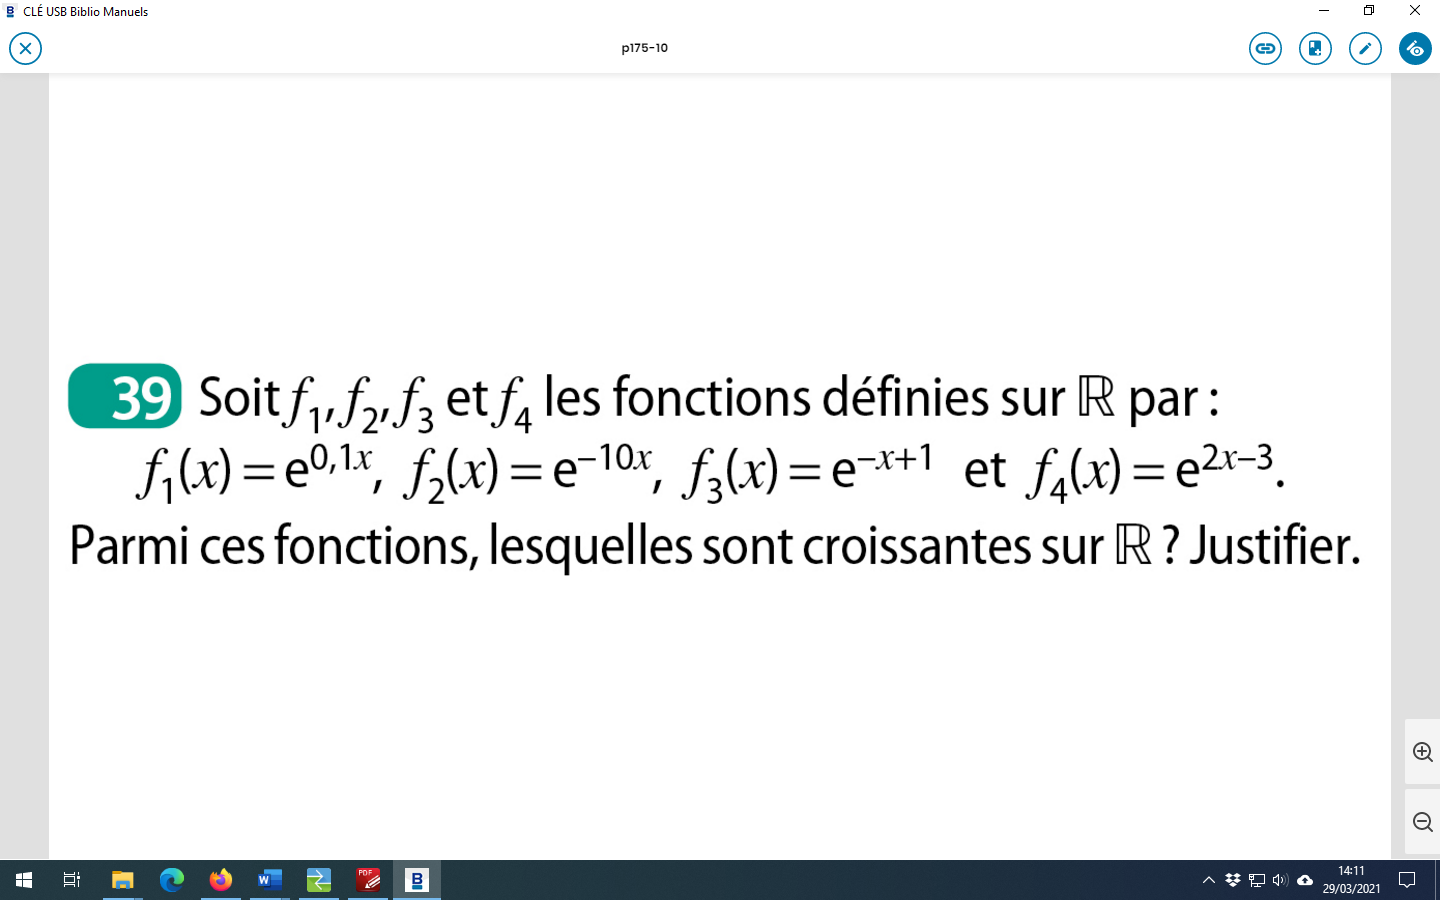 CLÉ USB Biblio Manuels
p175-10
39 Soit f₁, f₂, f₃ et f₄ les fonctions définies sur ℝ par :
f₁(x) = e^{0,1x}, f₂(x) = e^{−10x}, f₃(x) = e^{−x+1} et f₄(x) = e^{2x−3}.
Parmi ces fonctions, lesquelles sont croissantes sur ℝ ? Justifier.
PDF
14:11
29/03/2021